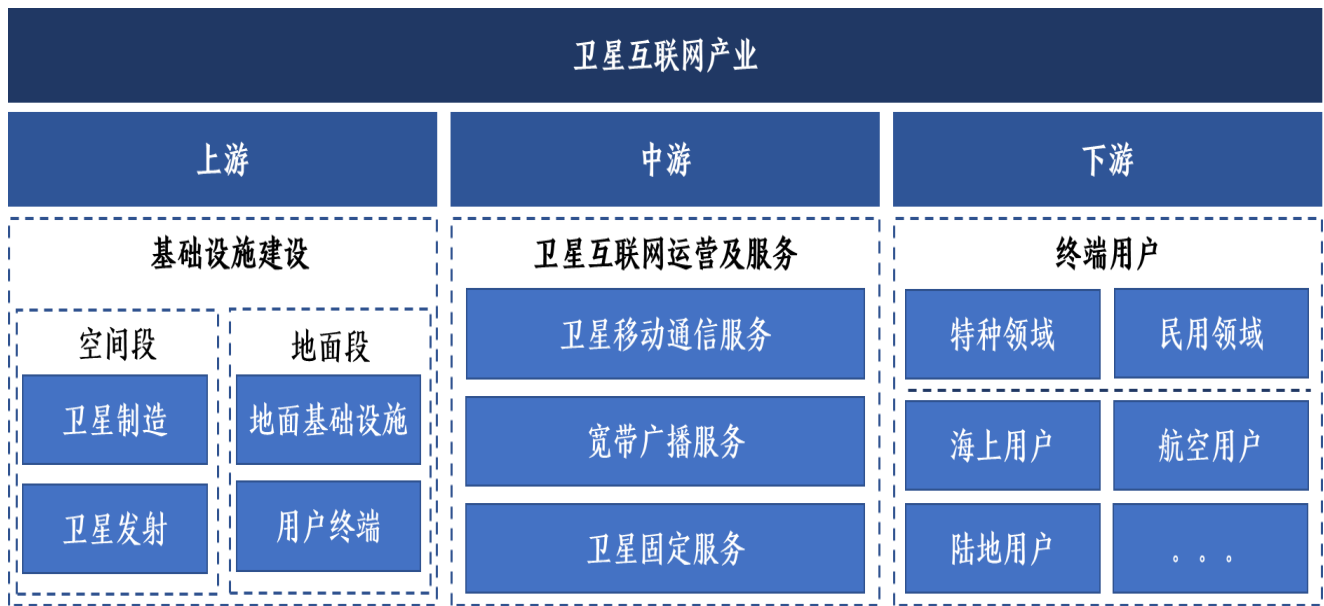 卫星互联网产业
上游
中游
下游
基础设施建设
空间段
卫星制造
卫星发射
地面段
地面基础设施
用户终端
卫星互联网运营及服务
卫星移动通信服务
宽带广播服务
卫星固定服务
终端用户
特种领域
民用领域
海上用户
航空用户
陆地用户
。。。